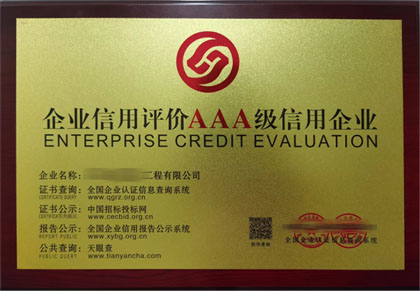 企业信用评价AAA级信用企业
ENTERPRISE CREDIT EVALUATION
企业名称: 工程有限公司
证书查询: 全国企业认证信息查询系统
CERTIFICATE QUERY www.qgrz.org.cn
证书公示: 中国招标投标网
CERTIFICATE PUBLIC www.cecbid.org.cn
报告公示: 全国企业信用报告公示系统
REPORT PUBLIC www.xybg.org.cn
公共查询: 天眼查
PUBLIC QUERY www.tianyancha.com